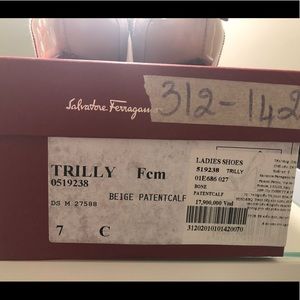 Salvatore Ferragamo
312-142
TRILLY Fcm
0519238
BEIGE PATENTCALF
DS M 27588
7 C
LADIES SHOES
519238 TRILLY
01E686 027
BONE
PATENTCALF
17,900,000 Vnd
31202010101420070